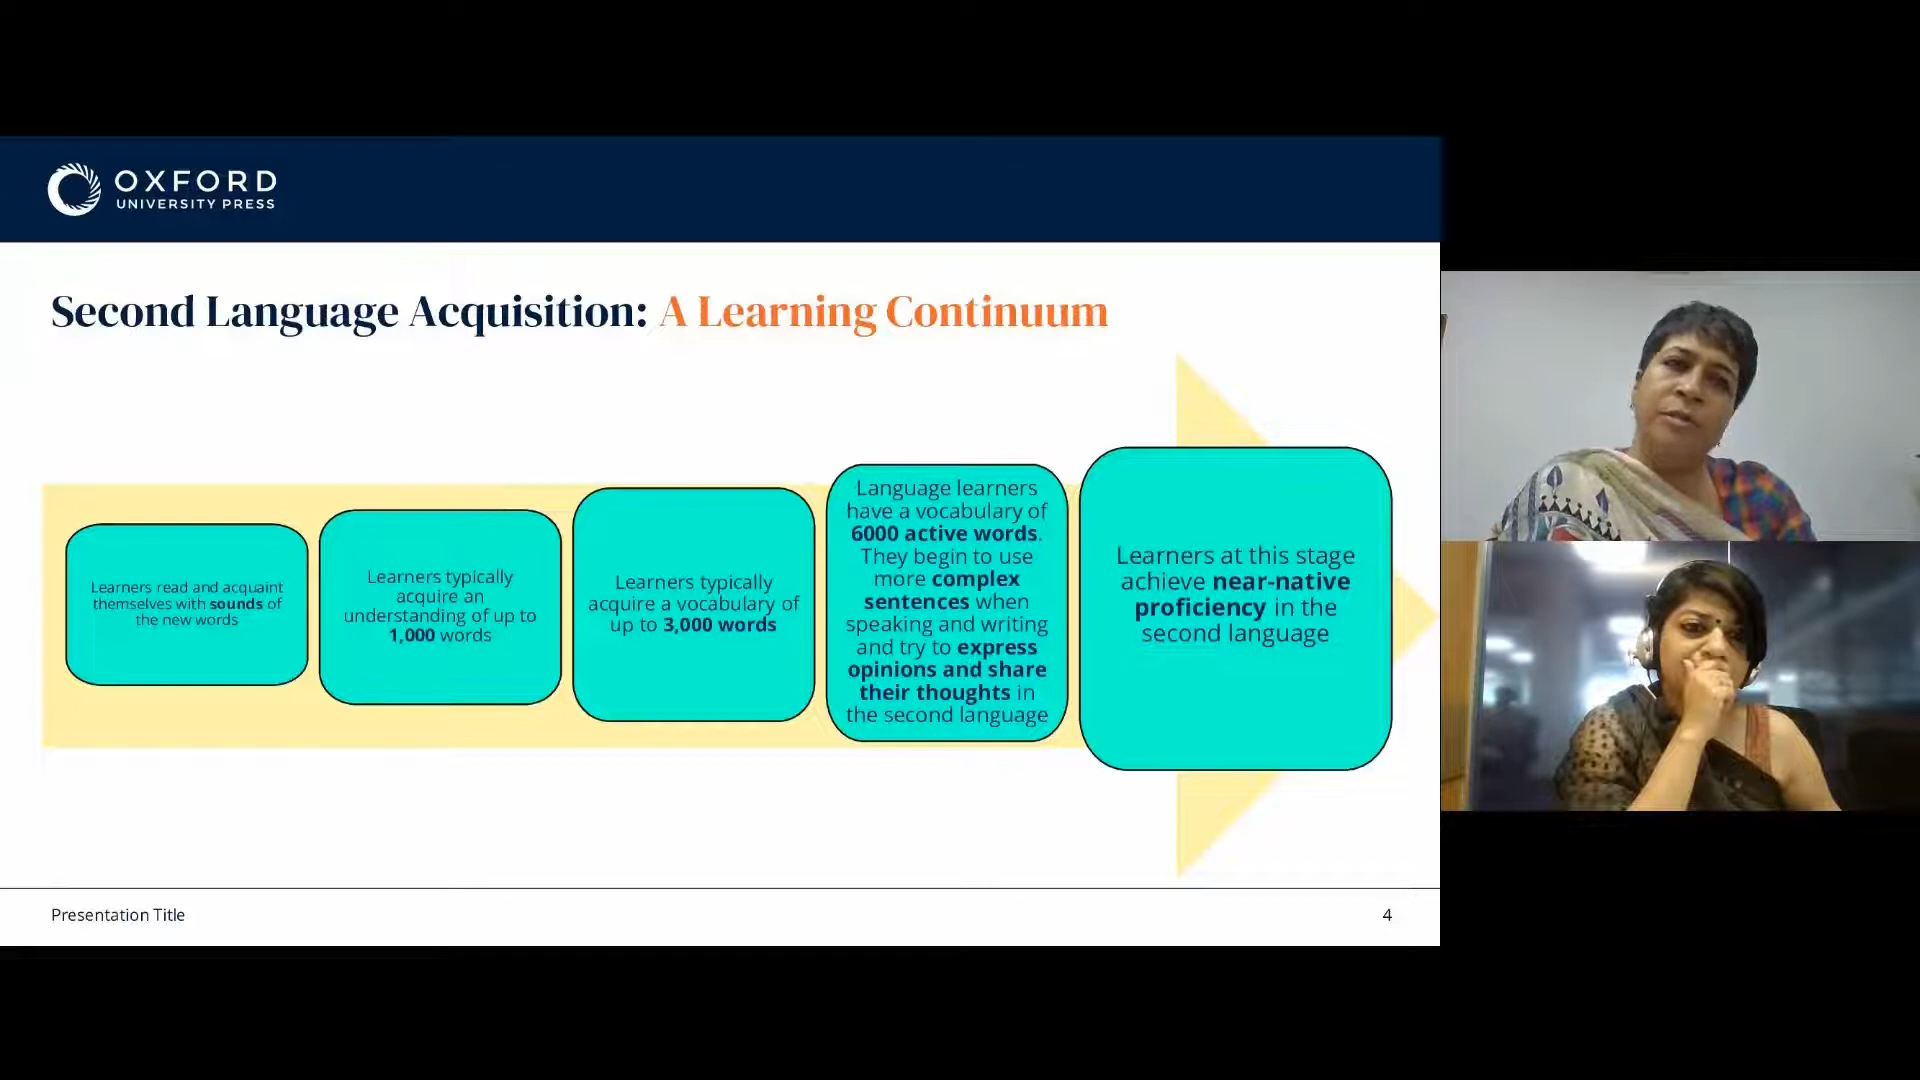 OXFORD
UNIVERSITY PRESS
Second Language Acquisition: A Learning Continuum
Learners read and acquaint
themselves with sounds of
the new words
Learners typically
acquire an
understanding of up to
1,000 words
Learners typically
acquire a vocabulary of
up to 3,000 words
Language learners
have a vocabulary of
6000 active words.
They begin to use
more complex
sentences when
speaking and writing
and try to express
opinions and share
their thoughts in
the second language
Learners at this stage
achieve near-native
proficiency in the
second language
Presentation Title
4